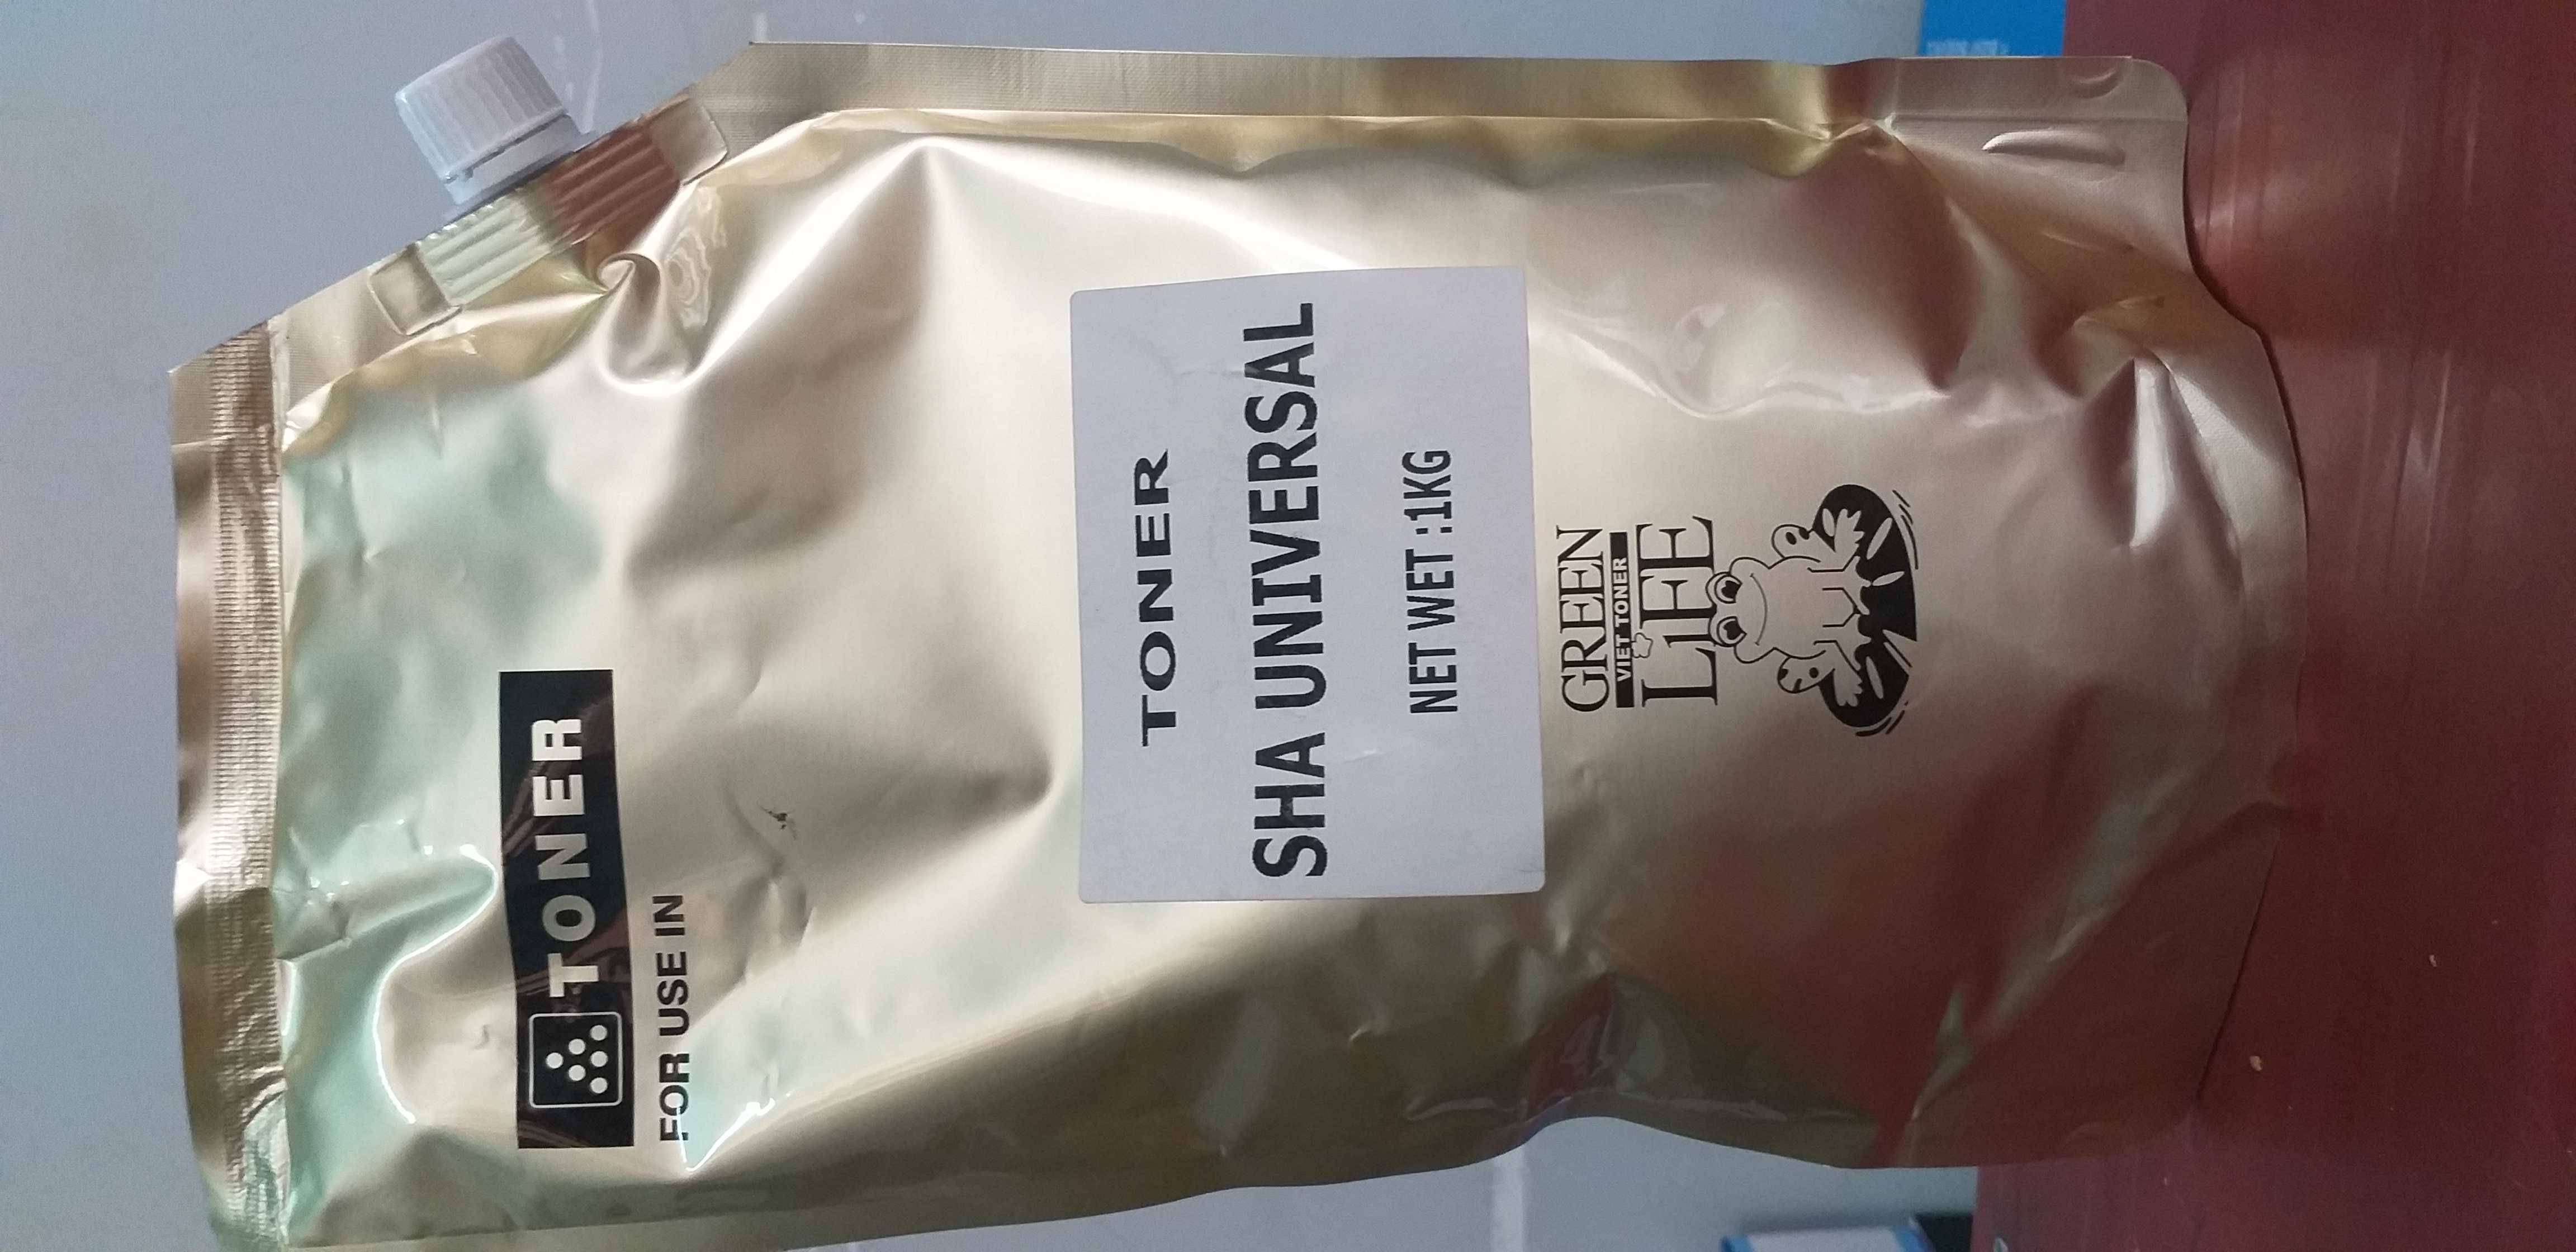 TONER
FOR USE IN
TONER
SHA UNIVERSAL
NET WET :1KG
GREEN
VIET TONER
LIFE